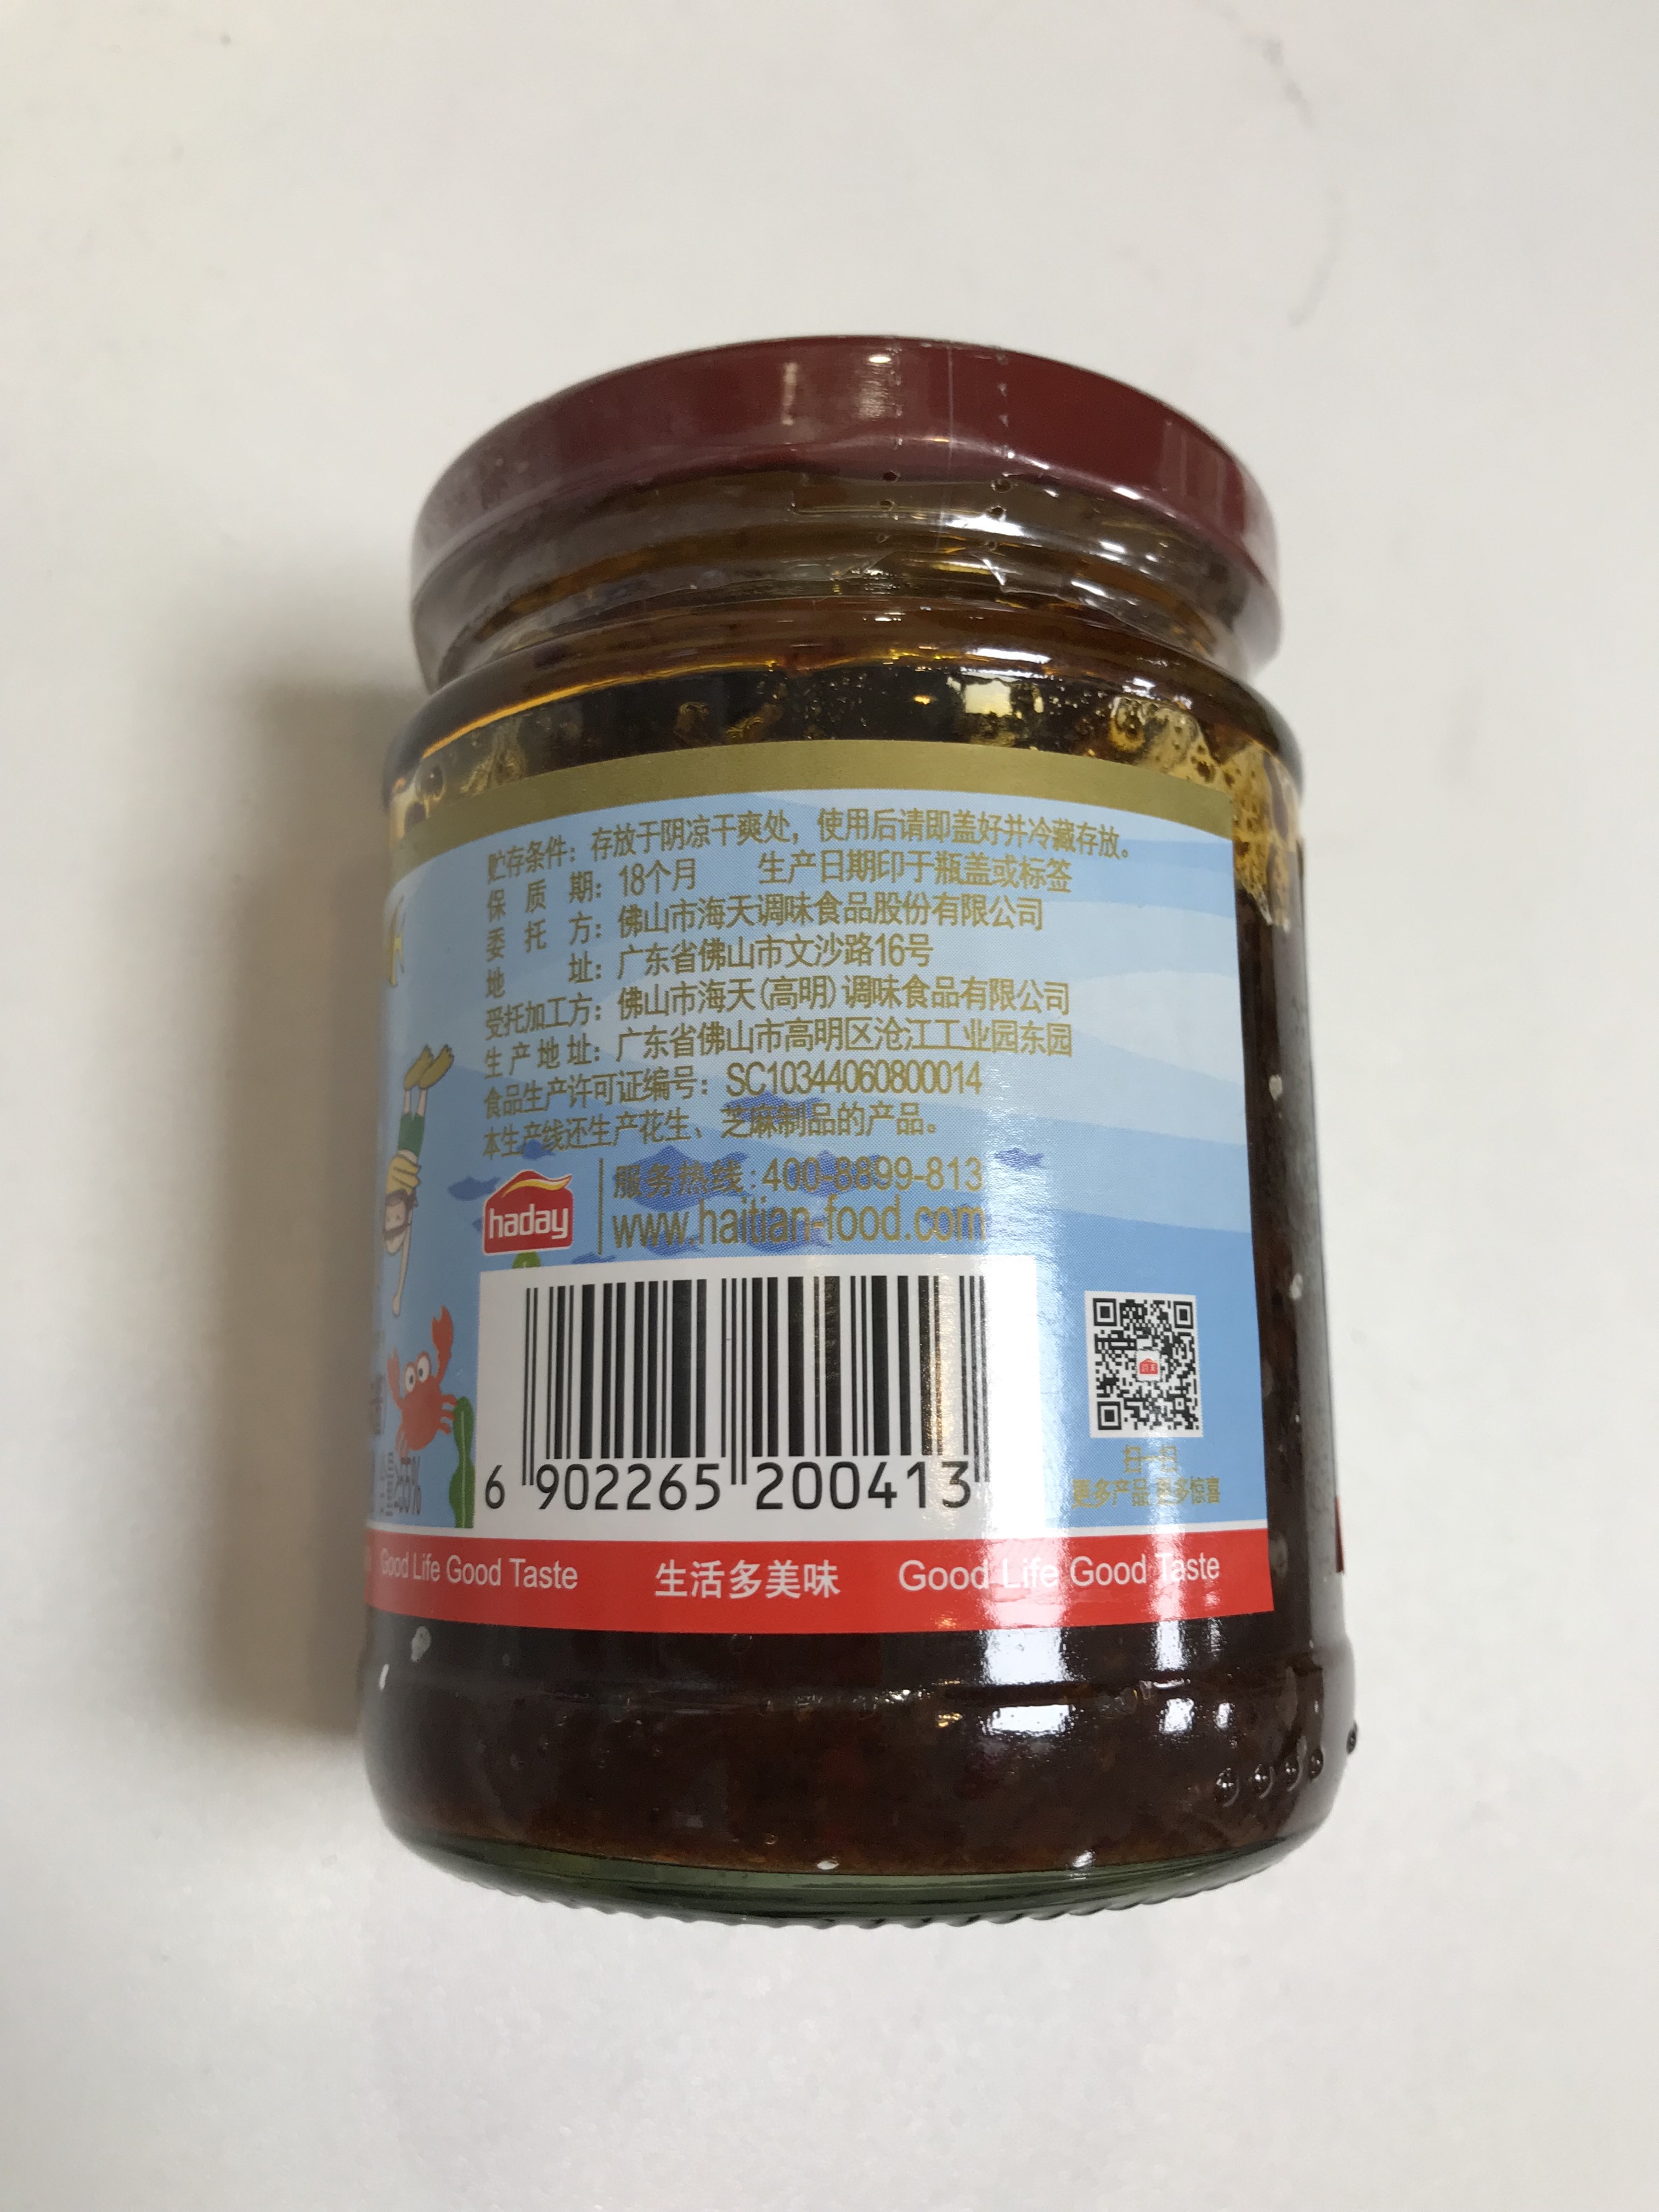 贮存条件：存放于阴凉干爽处，使用后请即盖好并冷藏存放。
保质期：18个月 生产日期印于瓶盖或标签
委托方：佛山市海天调味食品股份有限公司
地址：广东省佛山市文沙路16号
受托加工方：佛山市海天(高明)调味食品有限公司
生产地址：广东省佛山市高明区沧江工业园东园
食品生产许可证编号：SC10344060800014
本生产线还生产花生、芝麻制品的产品。
haday
服务热线:400-8899-813
www.haitian-food.com
6 902265 200413
扫一扫
更多产品 更多惊喜
Good Life Good Taste 生活多美味 Good Life Good Taste